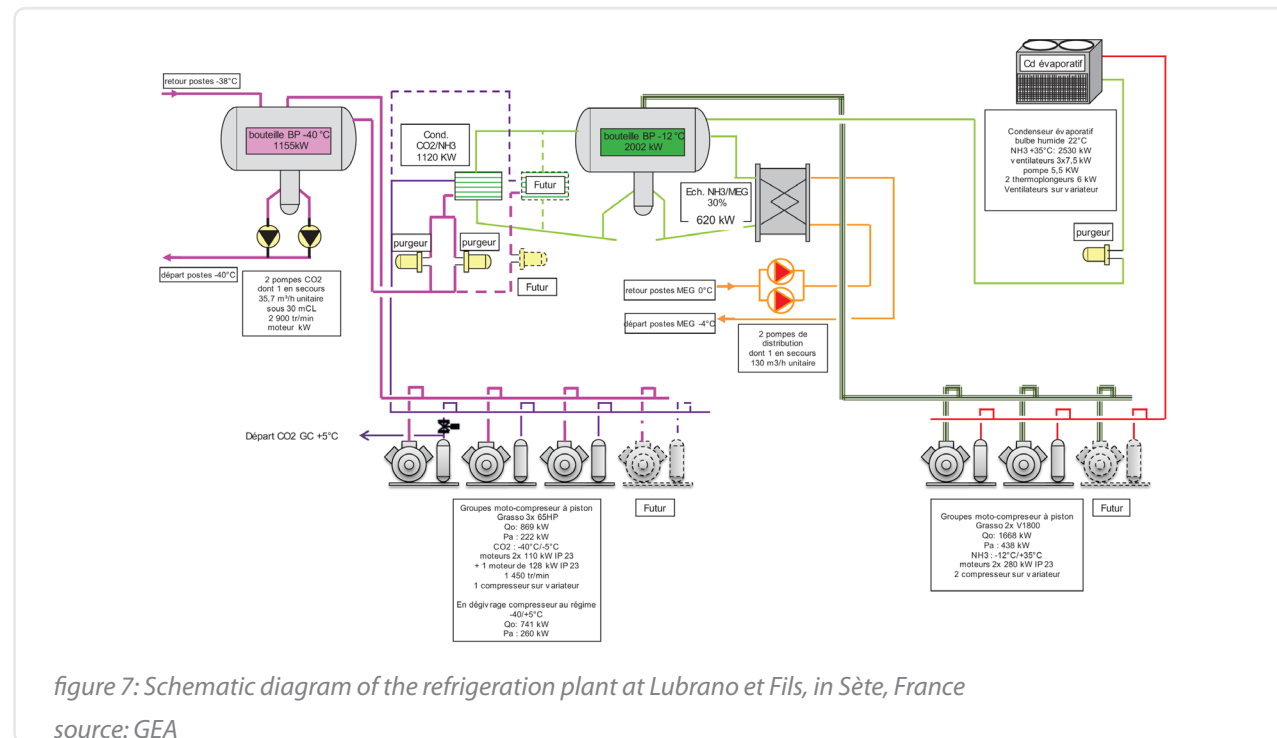 retour postes -38°C
bouteille BP -40 °C
1155kW
départ postes -40°C
2 pompes CO2
dont 1 en secours
35,7 m³/h unitaire
sous 30 mCL
2 900 tr/min
moteur kW
Cond.
CO2/NH3
1120 KW
Futur
purgeur
purgeur
Futur
bouteille BP -12 °C
2002 kW
Ech. NH3/MEG
30%
620 kW
retour postes MEG 0°C
départ postes MEG -4°C
2 pompes de
distribution
dont 1 en secours
130 m3/h unitaire
Cd évaporatif
Condenseur évaporatif
bulbe humide 22°C
NH3 +35°C: 2530 kW
ventilateurs 3x7,5 kW
pompe 5,5 KW
2 thermoplongeurs 6 kW
Ventilateurs sur variateur
purgeur
Départ CO2 GC +5°C
Groupes moto-compreseur à piston
Grasso 3x 65HP
Qo: 869 kW
Pa : 222 kW
CO2 : -40°C/-5°C
moteurs 2x 110 kW IP 23
+ 1 moteur de 128 kW IP 23
1 450 tr/min
1 compresseur sur variateur
En dégivrage compresseur au régime
-40/+5°C
Qo: 741 kW
Pa : 260 kW
Futur
Groupes moto-compreseur à piston
Grasso 2x V1800
Qo: 1668 kW
Pa : 438 kW
NH3 : -12°C/+35°C
moteurs 2x 280 kW IP 23
2 compresseur sur variateur
Futur
figure 7: Schematic diagram of the refrigeration plant at Lubrano et Fils, in Sète, France
source: GEA